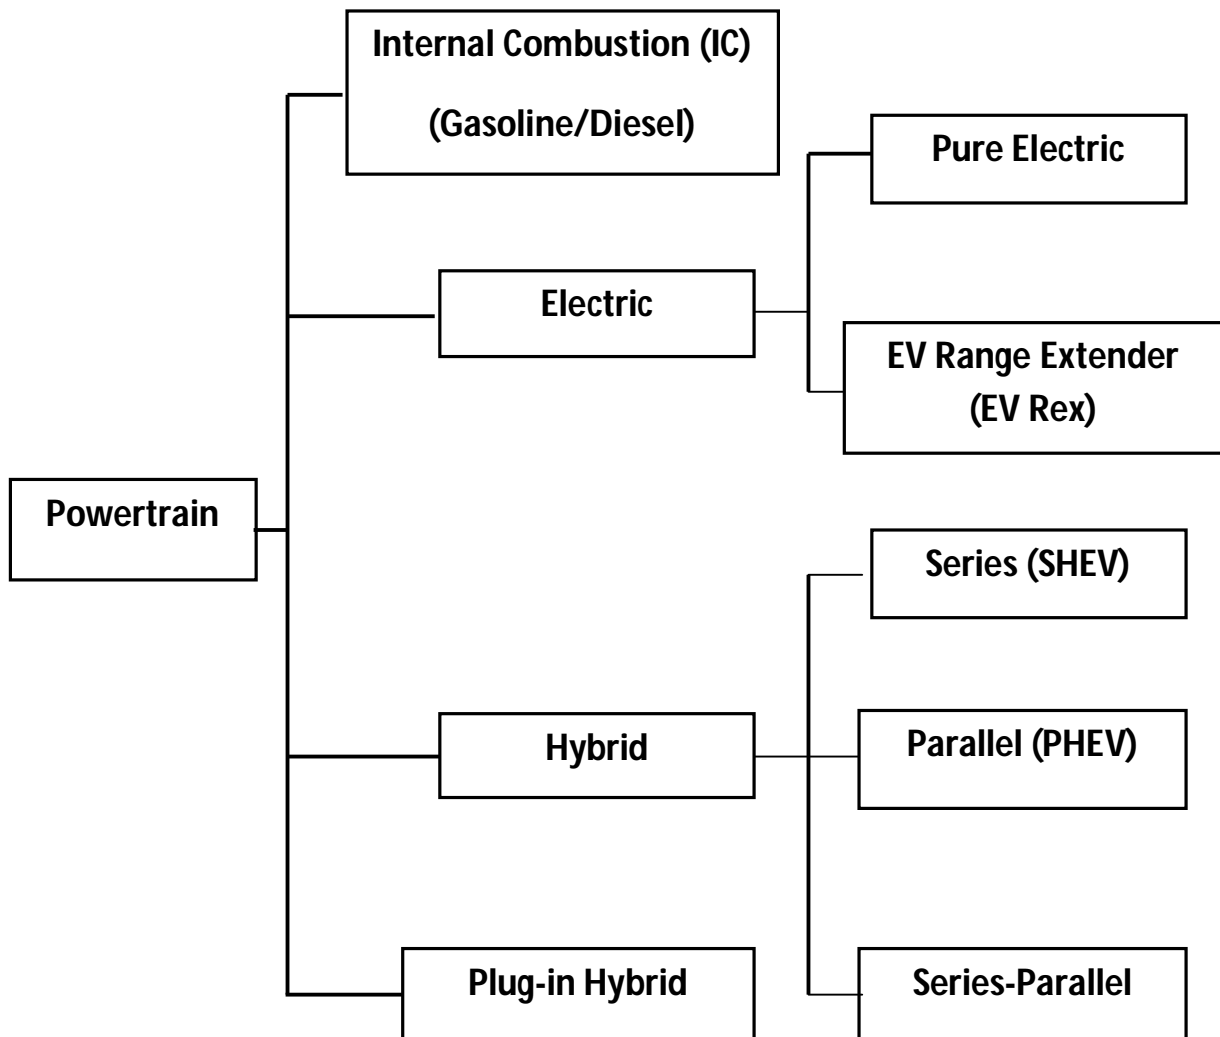 Internal Combustion (IC)
(Gasoline/Diesel)
Pure Electric
Electric
EV Range Extender
(EV Rex)
Powertrain
Series (SHEV)
Hybrid
Parallel (PHEV)
Plug-in Hybrid
Series-Parallel